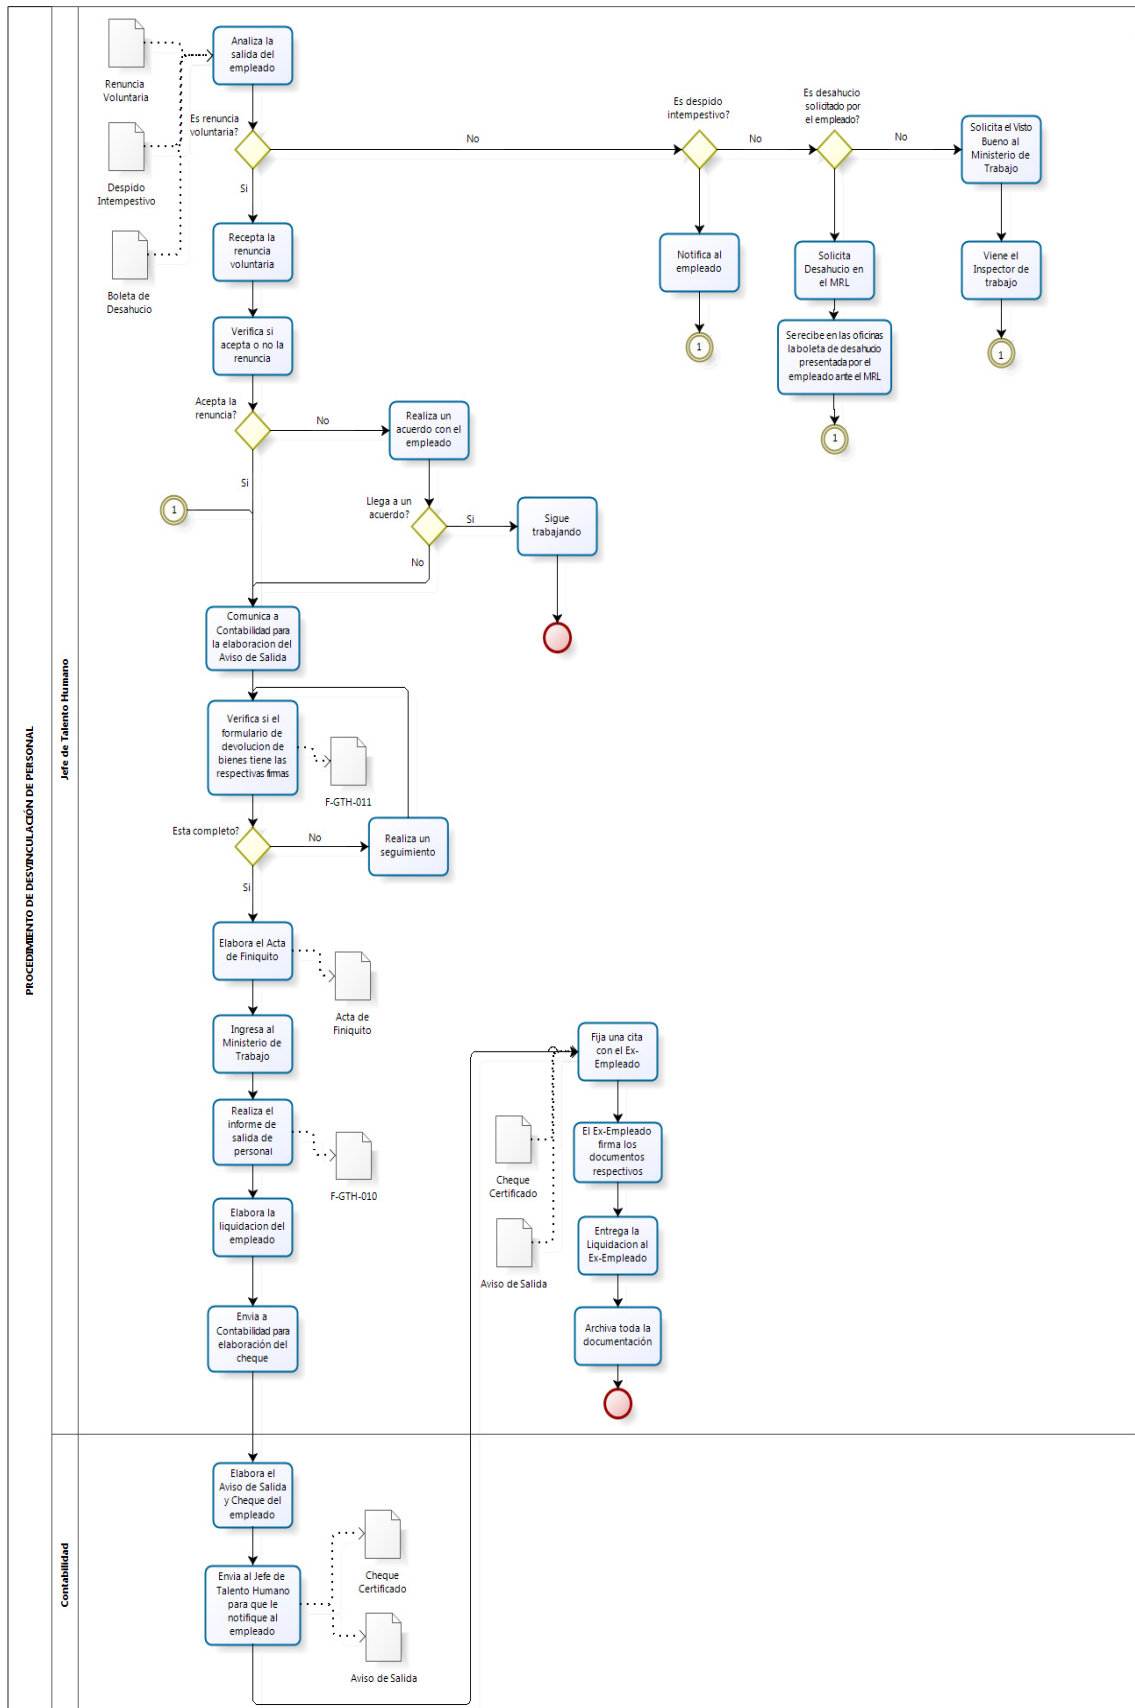 PROCEDIMIENTO DE DESVINCULACIÓN DE PERSONAL
Jefe de Talento Humano
Renuncia
Voluntaria
Despido
Intempestivo
Boleta de
Desahucio
Analiza la
salida del
empleado
Es renuncia
voluntaria?
No
Si
Es despido
intempestivo?
No
Es desahucio
solicitado por
el empleado?
No
Solicita el Visto
Bueno al
Ministerio de
Trabajo
Recepta la
renuncia
voluntaria
Notifica al
empleado
Solicita
Desahucio en
el MRL
Viene el
Inspector de
trabajo
1
Se recibe en las oficinas
la boleta de desahucio
presentada por el
empleado ante el MRL
1
1
Verifica si
acepta o no la
renuncia
Acepta la
renuncia?
No
Si
Realiza un
acuerdo con el
empleado
1
Llega a un
acuerdo?
Si
No
Sigue
trabajando
Comunica a
Contabilidad para
la elaboracion del
Aviso de Salida
Verifica si el
formulario de
devolucion de
bienes tiene las
respectivas firmas
F-GTH-011
Esta completo?
No
Si
Realiza un
seguimiento
Elabora el Acta
de Finiquito
Acta de
Finiquito
Ingresa al
Ministerio de
Trabajo
Realiza el
informe de
salida de
personal
F-GTH-010
Elabora la
liquidacion del
empleado
Envia a
Contabilidad para
elaboración del
cheque
Fija una cita
con el Ex-
Empleado
Cheque
Certificado
Aviso de Salida
El Ex-Empleado
firma los
documentos
respectivos
Entrega la
Liquidacion al
Ex-Empleado
Archiva toda la
documentación
Contabilidad
Elabora el
Aviso de Salida
y Cheque del
empleado
Envia al Jefe de
Talento Humano
para que le
notifique al
empleado
Cheque
Certificado
Aviso de Salida